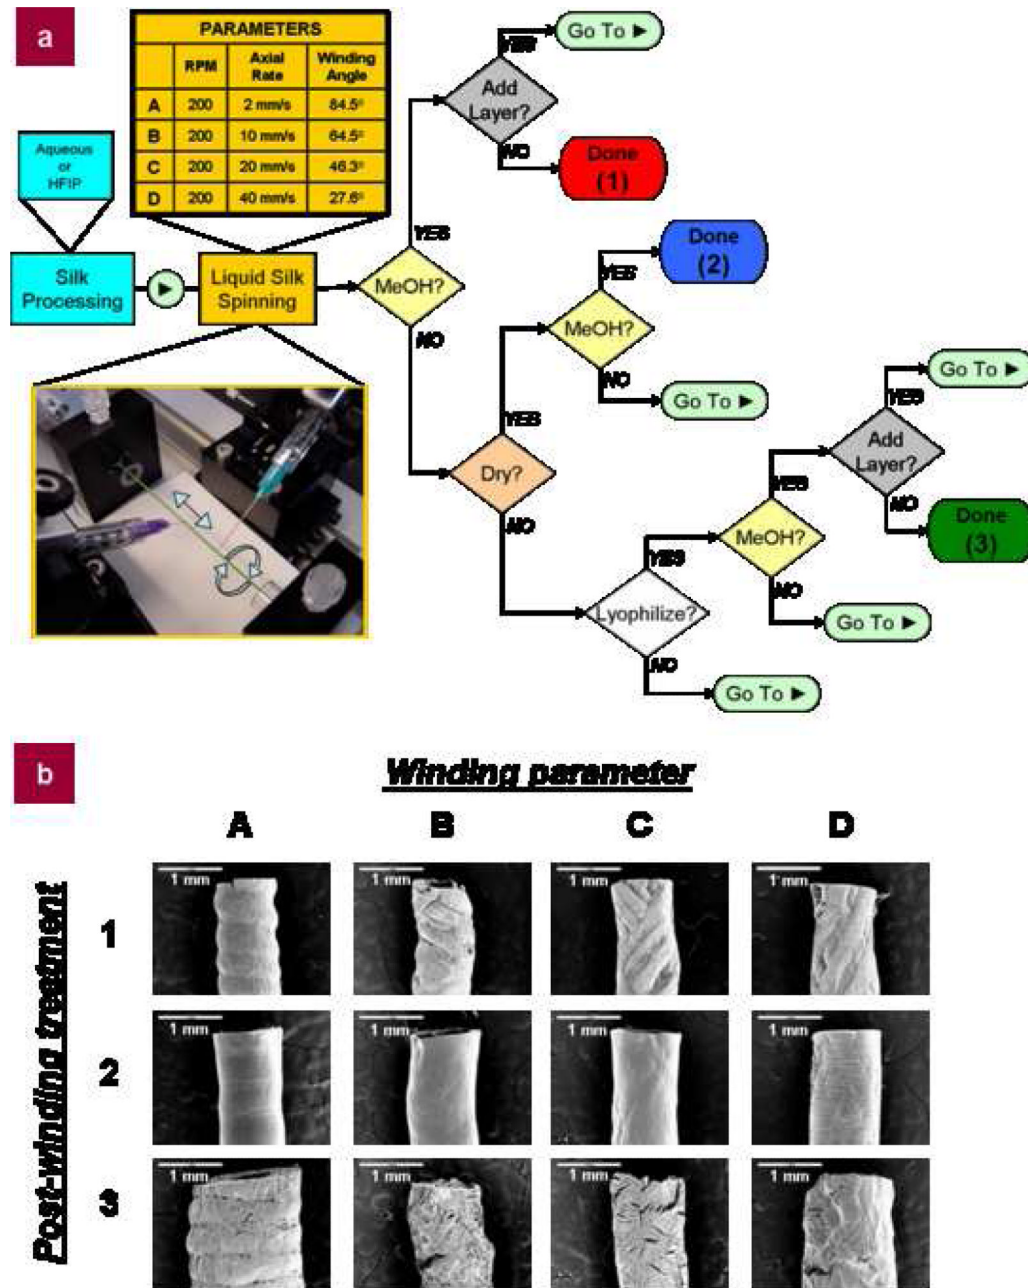 a
PARAMETERS
RPM Axial Rate Winding Angle
A 200 2 mm/s 84.5º
B 200 10 mm/s 64.5º
C 200 20 mm/s 46.3º
D 200 40 mm/s 27.6º
Aqueous
or
HFIP
Silk
Processing
Liquid Silk
Spinning
MeOH?
YES
NO
Add
Layer?
YES
Go To ►
NO
Done
(1)
Dry?
YES
NO
MeOH?
YES
Done
(2)
NO
Go To ►
Lyophilize?
YES
NO
Go To ►
MeOH?
YES
NO
Go To ►
Add
Layer?
YES
Go To ►
NO
Done
(3)
b
Winding parameter
A B C D
Post-winding treatment
1
1 mm 1 mm 1 mm 1 mm
2
1 mm 1 mm 1 mm 1 mm
3
1 mm 1 mm 1 mm 1 mm